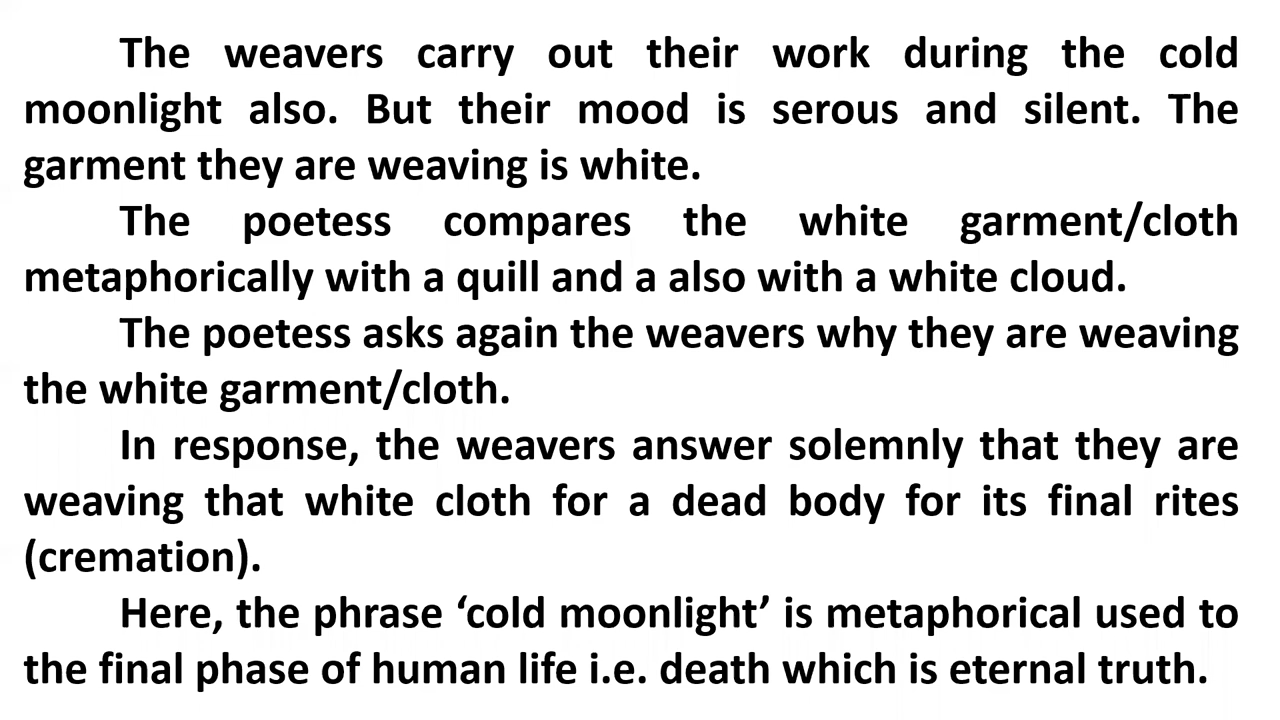 The weavers carry out their work during the cold
moonlight also. But their mood is serous and silent. The
garment they are weaving is white.
The poetess compares the white garment/cloth
metaphorically with a quill and a also with a white cloud.
The poetess asks again the weavers why they are weaving
the white garment/cloth.
In response, the weavers answer solemnly that they are
weaving that white cloth for a dead body for its final rites
(cremation).
Here, the phrase ‘cold moonlight’ is metaphorical used to
the final phase of human life i.e. death which is eternal truth.